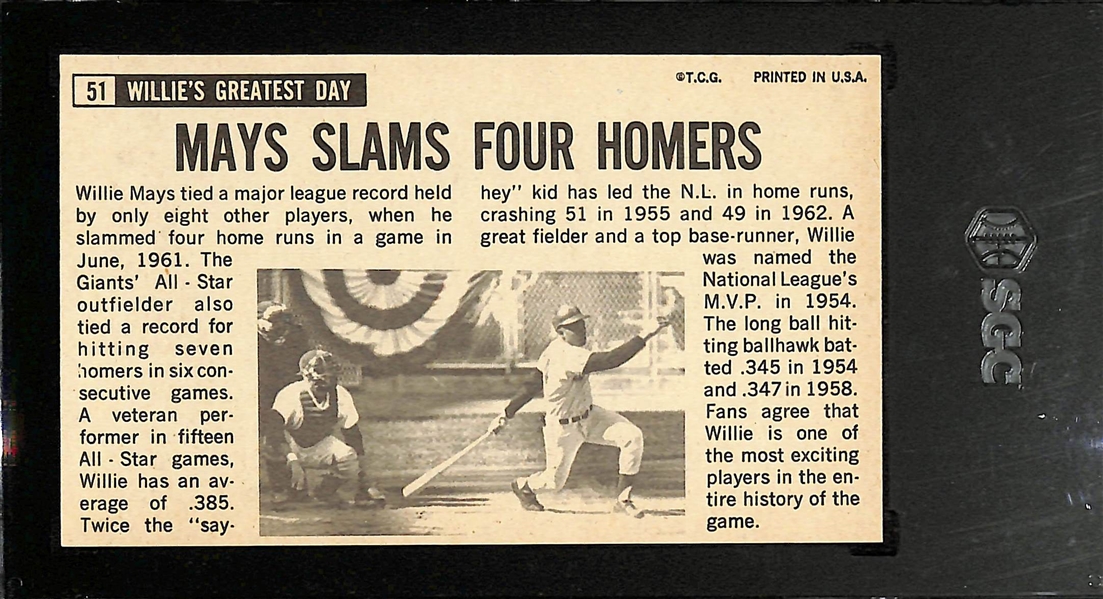 51 WILLIE'S GREATEST DAY
©T.C.G. PRINTED IN U.S.A.
MAYS SLAMS FOUR HOMERS
Willie Mays tied a major league record held
by only eight other players, when he
slammed four home runs in a game in
June, 1961. The
Giants' All - Star
outfielder also
tied a record for
hitting seven
homers in six con-
secutive games.
A veteran per-
former in fifteen
All - Star games,
Willie has an av-
erage of .385.
Twice the "say-
hey" kid has led the N.L. in home runs,
crashing 51 in 1955 and 49 in 1962. A
great fielder and a top base-runner, Willie
was named the
National League's
M.V.P. in 1954.
The long ball hit-
ting ballhawk bat-
ted .345 in 1954
and .347 in 1958.
Fans agree that
Willie is one of
the most exciting
players in the en-
tire history of the
game.
SGC